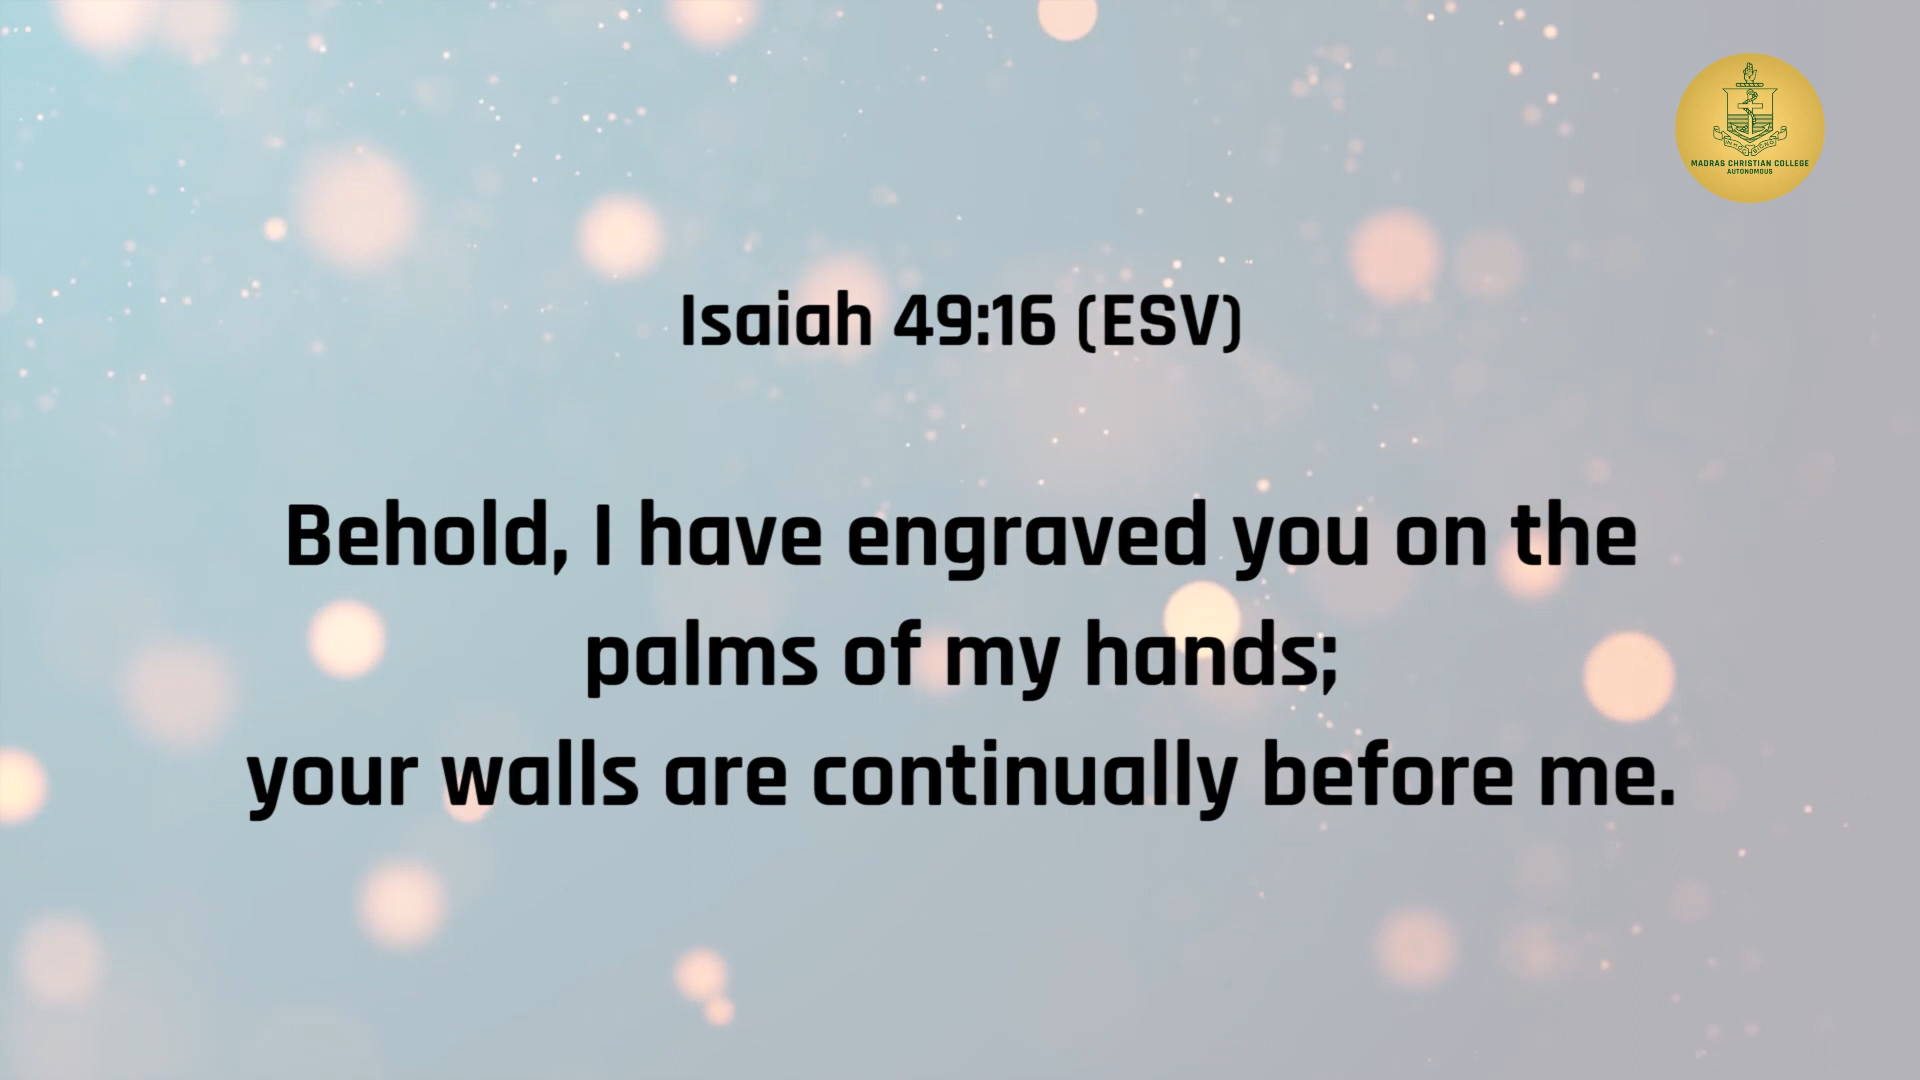 MADRAS CHRISTIAN COLLEGE
AUTONOMOUS
Isaiah 49:16 (ESV)
Behold, I have engraved you on the
palms of my hands;
your walls are continually before me.